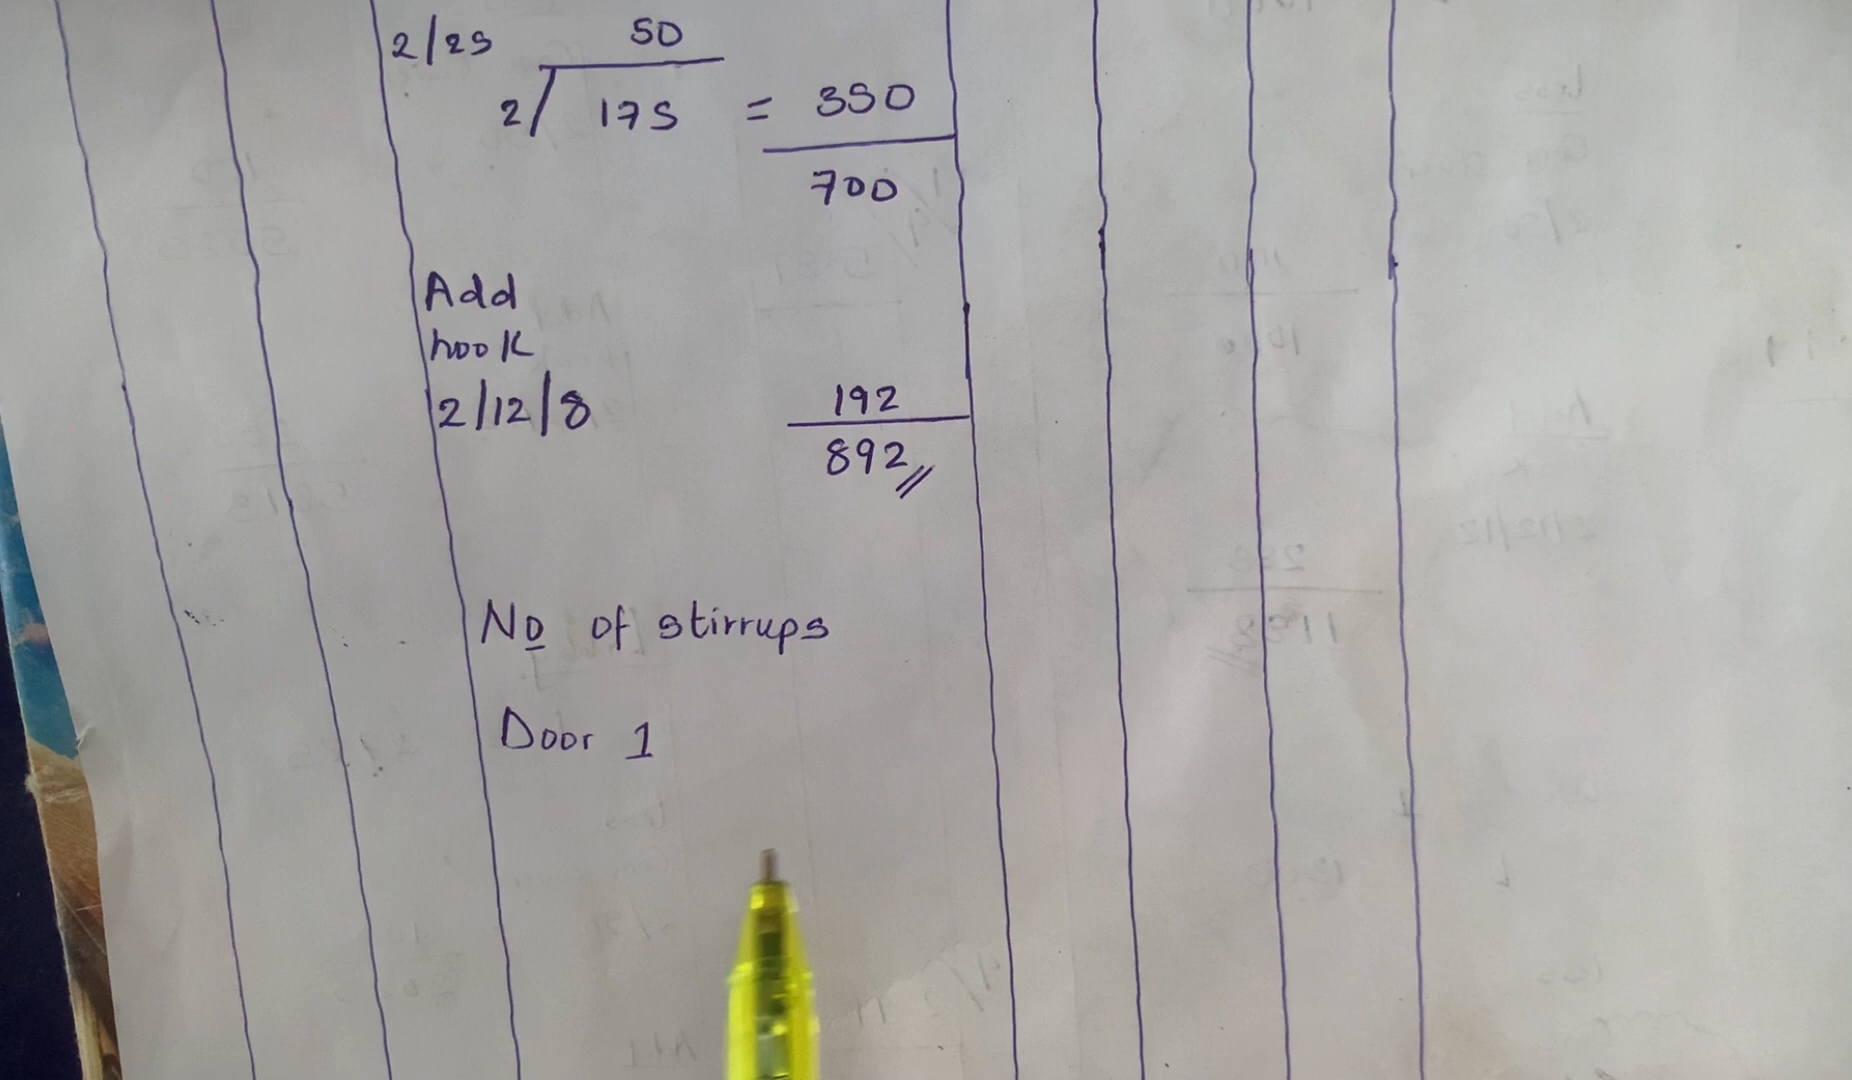 2/25 50
2/ 175 = 350
700
Add
hook
2/12/8 192
892
No of stirrups
Door 1